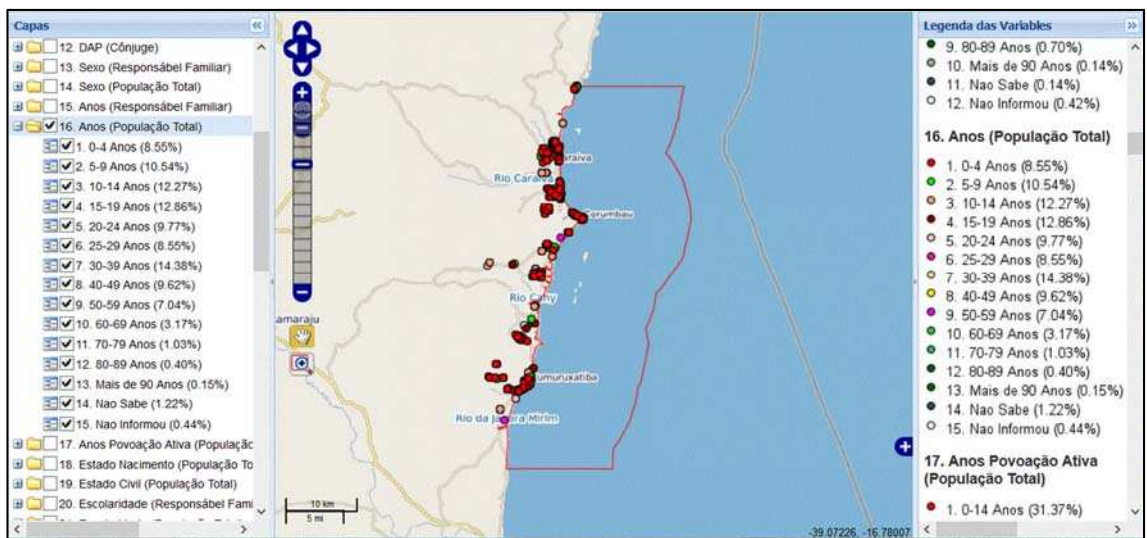 Capas
12. DAP (Cônjuge)
13. Sexo (Responsábel Familiar)
14. Sexo (População Total)
15. Anos (Responsábel Familiar)
16. Anos (População Total)
1. 0-4 Anos (8.55%)
2. 5-9 Anos (10.54%)
3. 10-14 Anos (12.27%)
4. 15-19 Anos (12.86%)
5. 20-24 Anos (9.77%)
6. 25-29 Anos (8.55%)
7. 30-39 Anos (14.38%)
8. 40-49 Anos (9.62%)
9. 50-59 Anos (7.04%)
10. 60-69 Anos (3.17%)
11. 70-79 Anos (1.03%)
12. 80-89 Anos (0.40%)
13. Mais de 90 Anos (0.15%)
14. Nao Sabe (1.22%)
15. Nao Informou (0.44%)
17. Anos Povoação Ativa (População
18. Estado Nacimento (População To
19. Estado Civil (População Total)
20. Escolaridade (Responsábel Fami
araiva
Rio Caraiva
Corumbau
Rio Cahy
amaraju
umuruxatiba
Rio da Mirim
10 km
5 mi
-39.07226, -16.78007
Legenda das Variables
9. 80-89 Anos (0.70%)
10. Mais de 90 Anos (0.14%)
11. Nao Sabe (0.14%)
12. Nao Informou (0.42%)
16. Anos (População Total)
1. 0-4 Anos (8.55%)
2. 5-9 Anos (10.54%)
3. 10-14 Anos (12.27%)
4. 15-19 Anos (12.86%)
5. 20-24 Anos (9.77%)
6. 25-29 Anos (8.55%)
7. 30-39 Anos (14.38%)
8. 40-49 Anos (9.62%)
9. 50-59 Anos (7.04%)
10. 60-69 Anos (3.17%)
11. 70-79 Anos (1.03%)
12. 80-89 Anos (0.40%)
13. Mais de 90 Anos (0.15%)
14. Nao Sabe (1.22%)
15. Nao Informou (0.44%)
17. Anos Povoação Ativa
(População Total)
1. 0-14 Anos (31.37%)